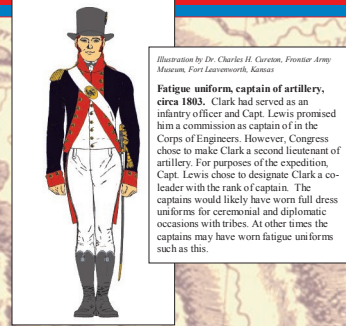 Illustration by Dr. Charles H. Cureton, Frontier Army
Museum, Fort Leavenworth, Kansas
Fatigue uniform, captain of artillery,
circa 1803. Clark had served as an
infantry officer and Capt. Lewis promised
him a commission as captain of in the
Corps of Engineers. However, Congress
chose to make Clark a second lieutenant of
artillery. For purposes of the expedition,
Capt. Lewis chose to designate Clark a co-
leader with the rank of captain. The
captains would likely have worn full dress
uniforms for ceremonial and diplomatic
occasions with tribes. At other times the
captains may have worn fatigue uniforms
such as this.